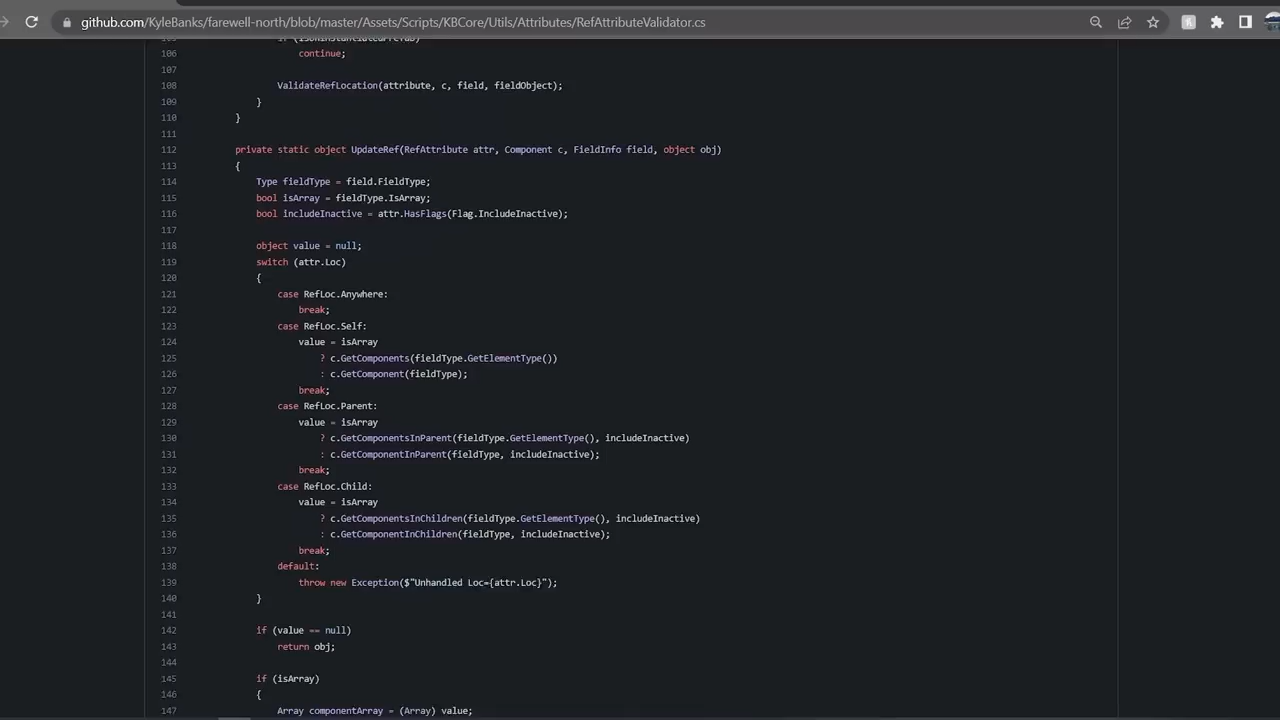 github.com/KyleBanks/farewell-north/blob/master/Assets/Scripts/KBCore/Utils/Attributes/RefAttributeValidator.cs
106 continue;
107
108 ValidateRefLocation(attribute, c, field, fieldObject);
109 }
110 }
111
112 private static object UpdateRef(RefAttribute attr, Component c, FieldInfo field, object obj)
113 {
114 Type fieldType = field.FieldType;
115 bool isArray = fieldType.IsArray;
116 bool includeInactive = attr.HasFlags(Flag.IncludeInactive);
117
118 object value = null;
119 switch (attr.Loc)
120 {
121 case RefLoc.Anywhere:
122 break;
123 case RefLoc.Self:
124 value = isArray
125 ? c.GetComponents(fieldType.GetElementType())
126 : c.GetComponent(fieldType);
127 break;
128 case RefLoc.Parent:
129 value = isArray
130 ? c.GetComponentsInParent(fieldType.GetElementType(), includeInactive)
131 : c.GetComponentInParent(fieldType, includeInactive);
132 break;
133 case RefLoc.Child:
134 value = isArray
135 ? c.GetComponentsInChildren(fieldType.GetElementType(), includeInactive)
136 : c.GetComponentInChildren(fieldType, includeInactive);
137 break;
138 default:
139 throw new Exception($"Unhandled Loc={attr.Loc}");
140 }
141
142 if (value == null)
143 return obj;
144
145 if (isArray)
146 {
147 Array componentArray = (Array) value;